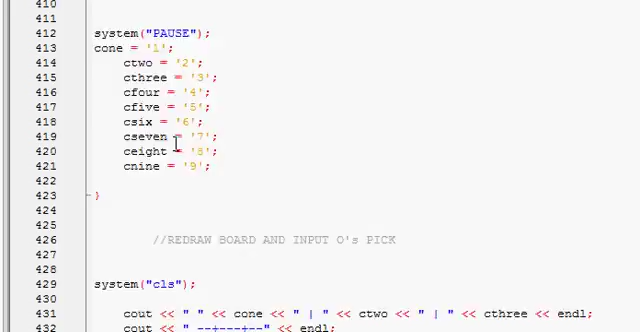 410
411
412 system("PAUSE");
413 cone = '1';
414 ctwo = '2';
415 cthree = '3';
416 cfour = '4';
417 cfive = '5';
418 csix = '6';
419 cseven = '7';
420 ceight = '8';
421 cnine = '9';
422
423 }
424
425
426 //REDRAW BOARD AND INPUT O's PICK
427
428
429 system("cls");
430
431 cout << " " << cone << " | " << ctwo << " | " << cthree << endl;
432 cout << " --+---+--" << endl;